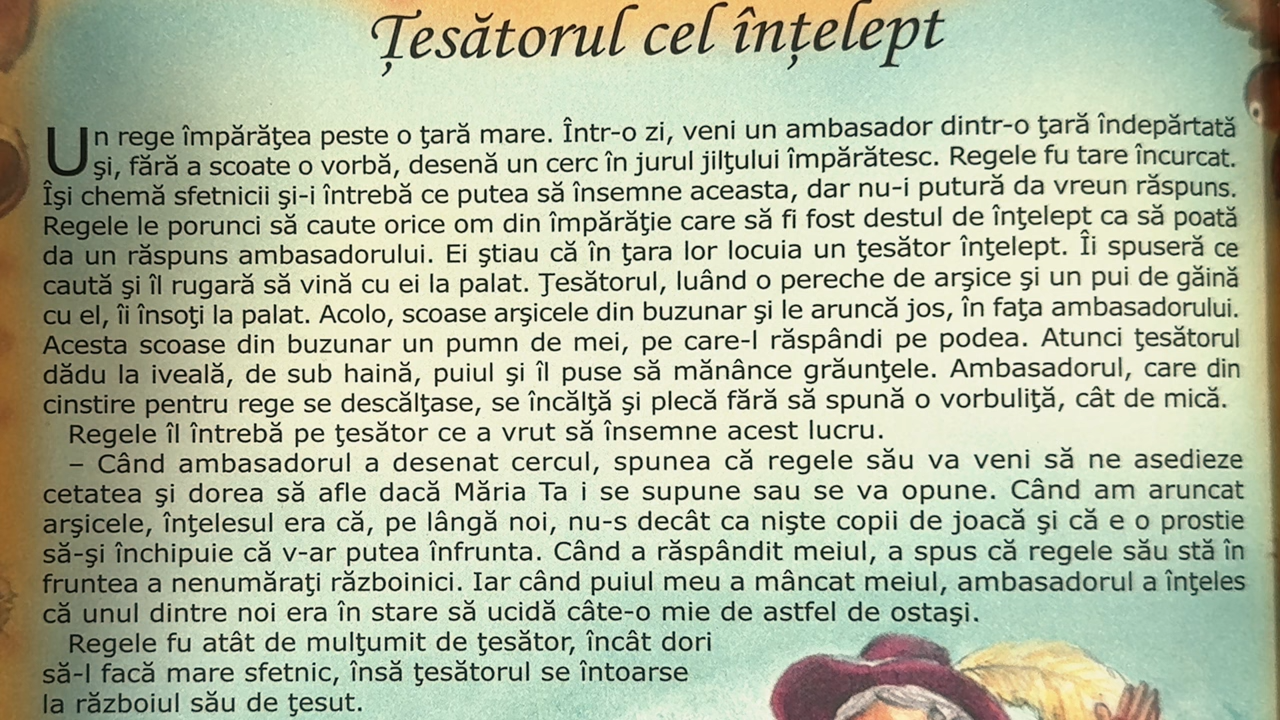 Țesătorul cel înțelept
Un rege împărăţea peste o ţară mare. Într-o zi, veni un ambasador dintr-o ţară îndepărtată
şi, fără a scoate o vorbă, desenă un cerc în jurul jilţului împărătesc. Regele fu tare încurcat.
Îşi chemă sfetnicii şi-i întrebă ce putea să însemne aceasta, dar nu-i putură da vreun răspuns.
Regele le porunci să caute orice om din împărăţie care să fi fost destul de înţelept ca să poată
da un răspuns ambasadorului. Ei ştiau că în ţara lor locuia un ţesător înţelept. Îi spuseră ce
caută şi îl rugară să vină cu ei la palat. Ţesătorul, luând o pereche de arşice şi un pui de găină
cu el, îi însoţi la palat. Acolo, scoase arşicele din buzunar şi le aruncă jos, în faţa ambasadorului.
Acesta scoase din buzunar un pumn de mei, pe care-l răspândi pe podea. Atunci ţesătorul
dădu la iveală, de sub haină, puiul şi îl puse să mănânce grăunţele. Ambasadorul, care din
cinstire pentru rege se descălţase, se încălţă şi plecă fără să spună o vorbuliţă, cât de mică.
Regele îl întrebă pe ţesător ce a vrut să însemne acest lucru.
– Când ambasadorul a desenat cercul, spunea că regele său va veni să ne asedieze
cetatea şi dorea să afle dacă Măria Ta i se supune sau se va opune. Când am aruncat
arşicele, înţelesul era că, pe lângă noi, nu-s decât ca nişte copii de joacă şi că e o prostie
să-şi închipuie că v-ar putea înfrunta. Când a răspândit meiul, a spus că regele său stă în
fruntea a nenumăraţi războinici. Iar când puiul meu a mâncat meiul, ambasadorul a înţeles
că unul dintre noi era în stare să ucidă câte-o mie de astfel de ostaşi.
Regele fu atât de mulţumit de ţesător, încât dori
să-l facă mare sfetnic, însă ţesătorul se întoarse
la războiul său de ţesut.